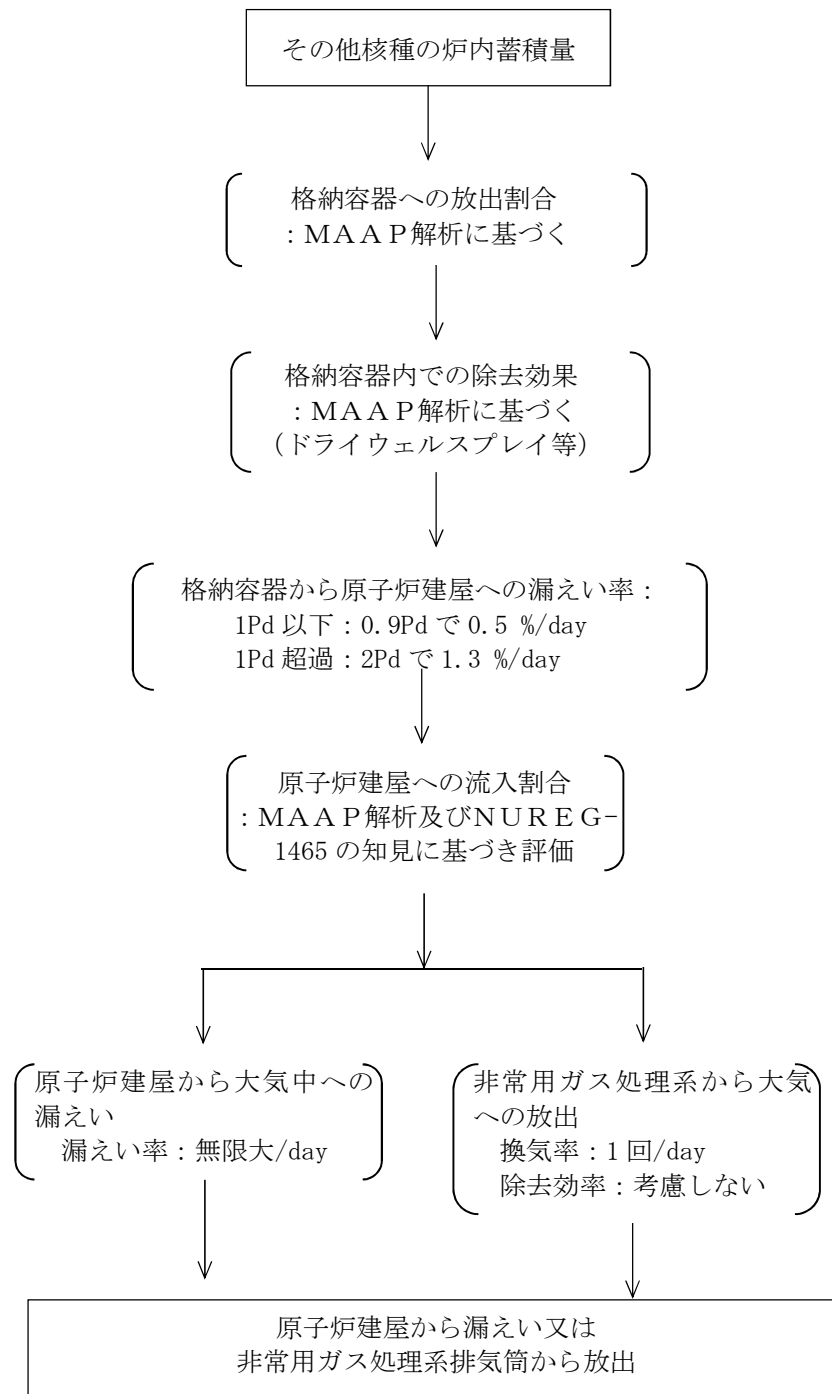 その他核種の炉内蓄積量
格納容器への放出割合
:MAAP解析に基づく
格納容器内での除去効果
:MAAP解析に基づく
(ドライウェルスプレイ等)
格納容器から原子炉建屋への漏えい率:
1Pd 以下:0.9Pd で 0.5 %/day
1Pd 超過:2Pd で 1.3 %/day
原子炉建屋への流入割合
:MAAP解析及びNUREG-
1465 の知見に基づき評価
原子炉建屋から大気中への
漏えい
漏えい率:無限大/day
非常用ガス処理系から大気
への放出
換気率:1 回/day
除去効率:考慮しない
原子炉建屋から漏えい又は
非常用ガス処理系排気筒から放出